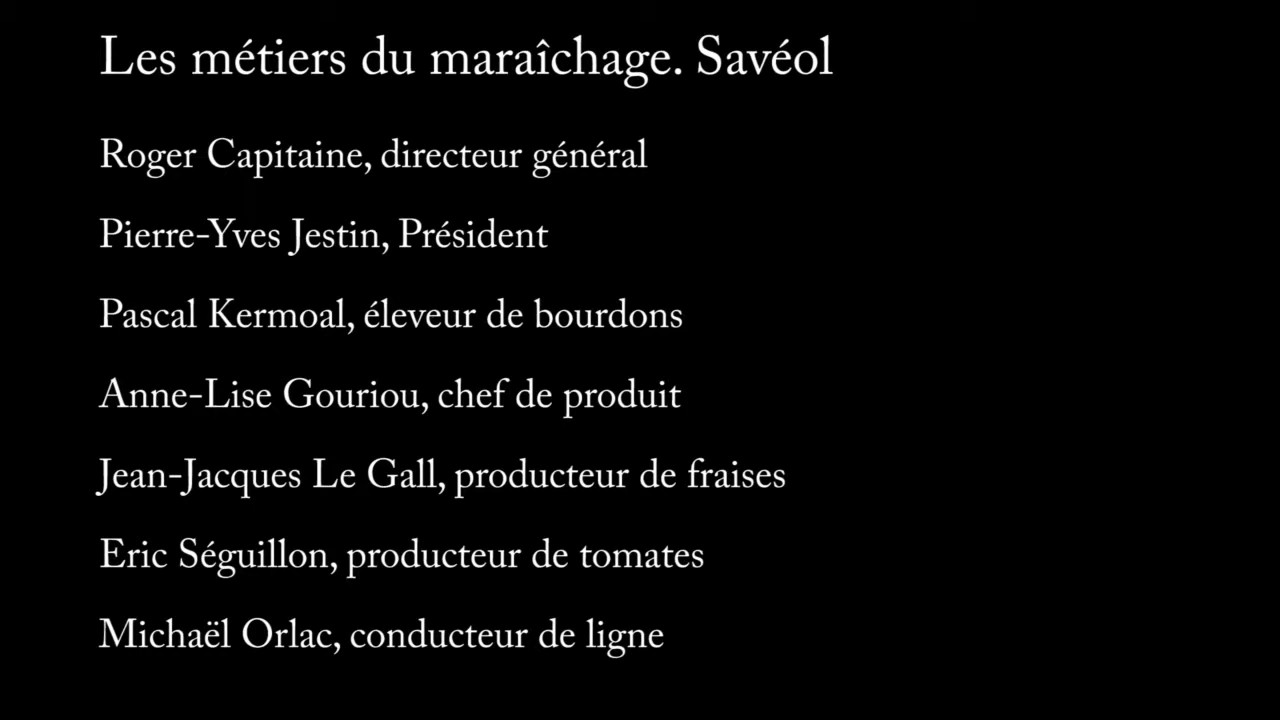 Les métiers du maraîchage. Savéol
Roger Capitaine, directeur général
Pierre-Yves Jestin, Président
Pascal Kermoal, éleveur de bourdons
Anne-Lise Gouriou, chef de produit
Jean-Jacques Le Gall, producteur de fraises
Eric Séguillon, producteur de tomates
Michaël Orlac, conducteur de ligne